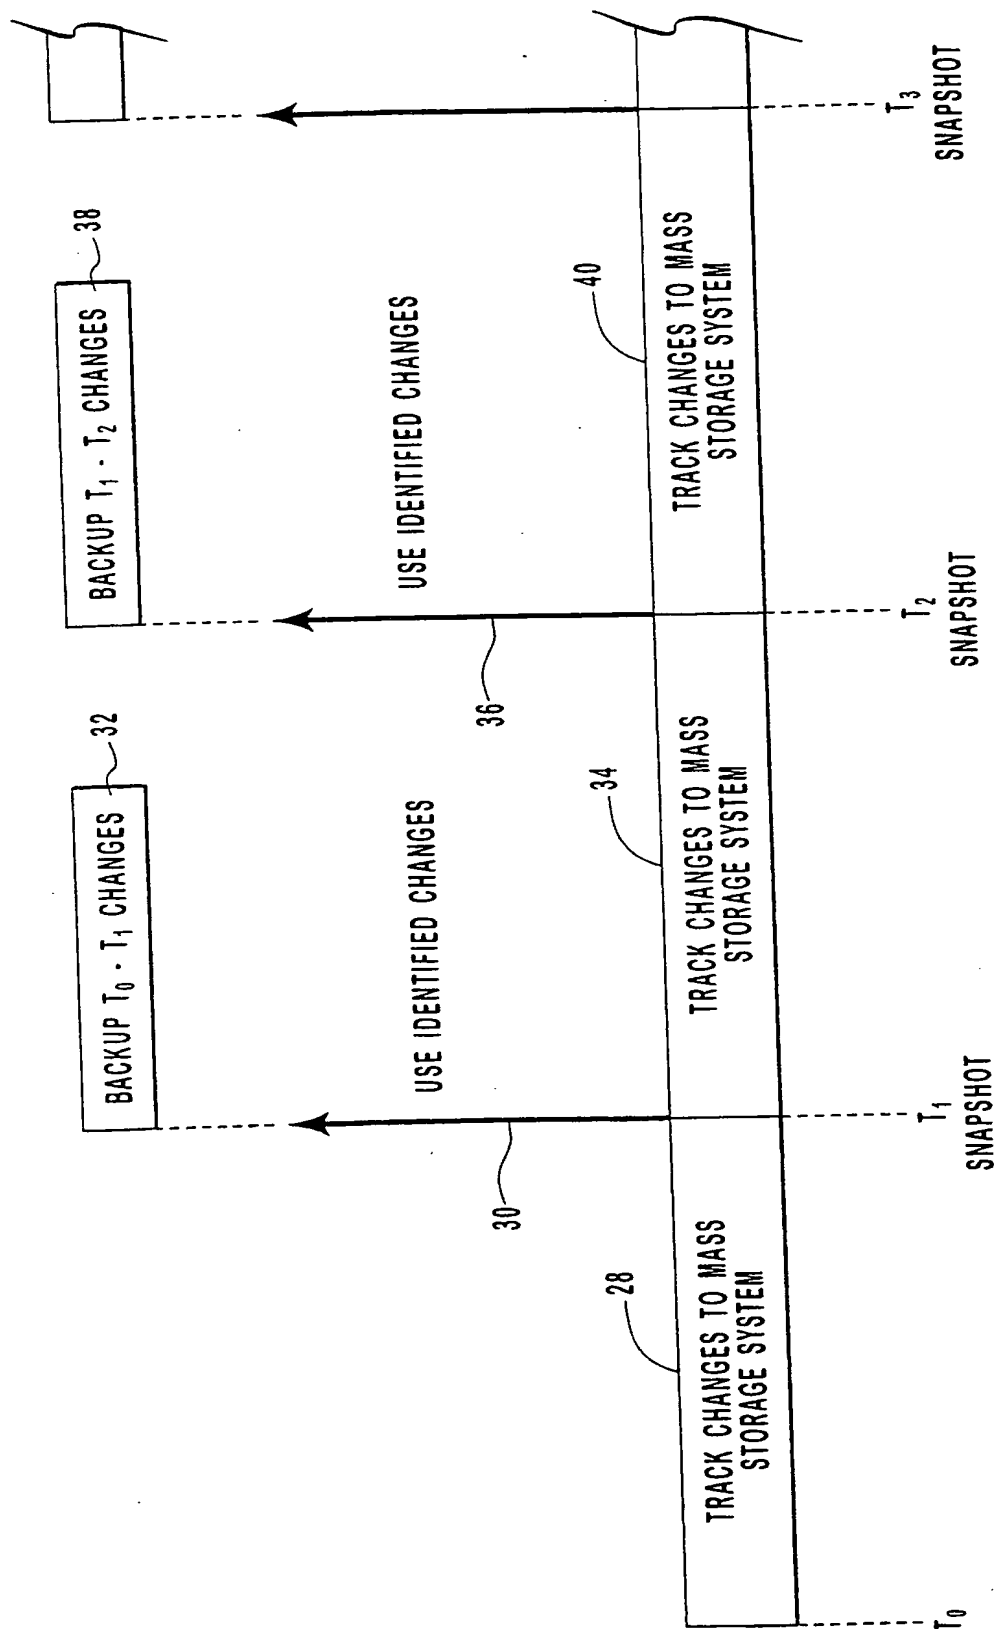 BACKUP T0 - T1 CHANGES
32
BACKUP T1 - T2 CHANGES
38
30
USE IDENTIFIED CHANGES
36
USE IDENTIFIED CHANGES
28
34
40
TRACK CHANGES TO MASS
STORAGE SYSTEM
TRACK CHANGES TO MASS
STORAGE SYSTEM
TRACK CHANGES TO MASS
STORAGE SYSTEM
T0
T1
SNAPSHOT
T2
SNAPSHOT
T3
SNAPSHOT